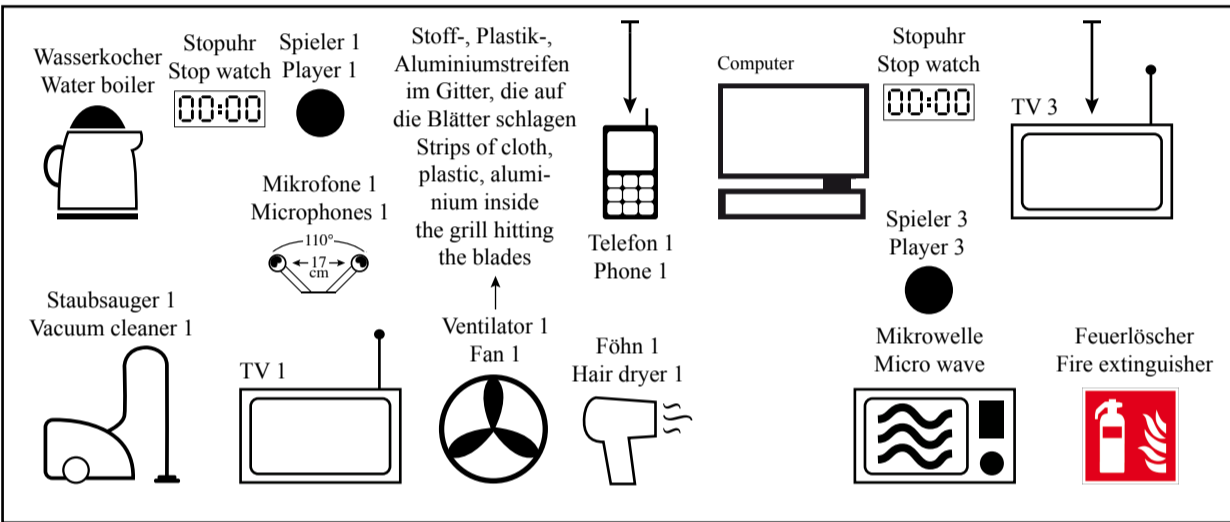 Wasserkocher
Water boiler
Stopuhr
Stop watch
00:00
Spieler 1
Player 1
Stoff-, Plastik-,
Aluminiumstreifen
im Gitter, die auf
die Blätter schlagen
Strips of cloth,
plastic, alumi-
nium inside
the grill hitting
the blades
Computer
Stopuhr
Stop watch
00:00
TV 3
Mikrofone 1
Microphones 1
110°
17
cm
Telefon 1
Phone 1
Spieler 3
Player 3
Staubsauger 1
Vacuum cleaner 1
TV 1
Ventilator 1
Fan 1
Föhn 1
Hair dryer 1
Mikrowelle
Micro wave
Feuerlöscher
Fire extinguisher